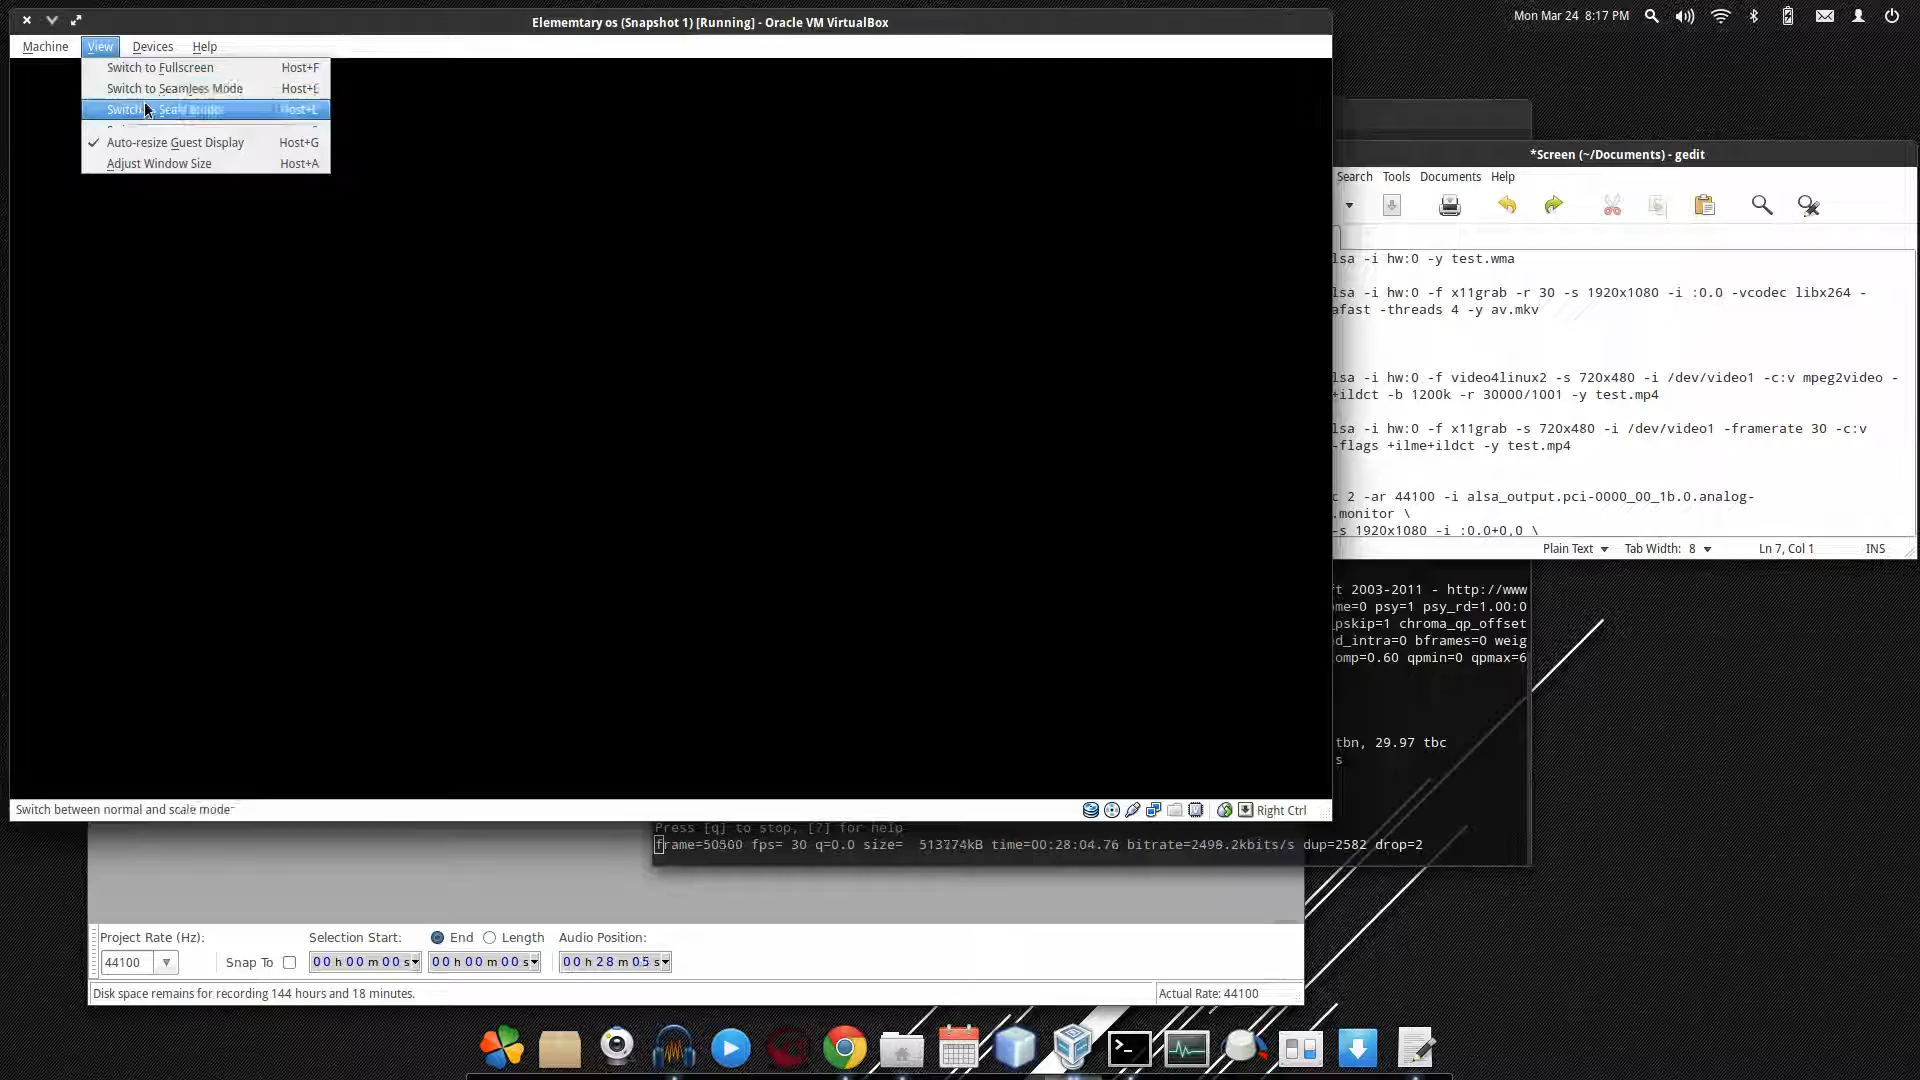 Elememtary os (Snapshot 1) [Running] - Oracle VM VirtualBox
Mon Mar 24 8:17 PM
Machine View Devices Help
Switch to Fullscreen Host+F
Switch to Seamless Mode Host+L
Switch Host+L
Auto-resize Guest Display Host+G
Adjust Window Size Host+A
*Screen (~/Documents) - gedit
Search Tools Documents Help
lsa -i hw:0 -y test.wma
lsa -i hw:0 -f x11grab -r 30 -s 1920x1080 -i :0.0 -vcodec libx264 -
afast -threads 4 -y av.mkv
lsa -i hw:0 -f video4linux2 -s 720x480 -i /dev/video1 -c:v mpeg2video -
+ildct -b 1200k -r 30000/1001 -y test.mp4
lsa -i hw:0 -f x11grab -s 720x480 -i /dev/video1 -framerate 30 -c:v
-flags +ilme+ildct -y test.mp4
c 2 -ar 44100 -i alsa_output.pci-0000_00_1b.0.analog-
.monitor \
-s 1920x1080 -i :0.0+0,0 \
Plain Text Tab Width: 8 Ln 7, Col 1 INS
t 2003-2011 - http://www
me=0 psy=1 psy_rd=1.00:0
pskip=1 chroma_qp_offset
d_intra=0 bframes=0 weig
omp=0.60 qpmin=0 qpmax=6
tbn, 29.97 tbc
s
Switch between normal and scale mode
Right Ctrl
Press [q] to stop, [?] for help
frame=50500 fps= 30 q=0.0 size= 513774kB time=00:28:04.76 bitrate=2498.2kbits/s dup=2582 drop=2
Project Rate (Hz): Selection Start: End Length Audio Position:
44100 Snap To 00 h 00 m 00 s 00 h 00 m 00 s 00 h 28 m 05 s
Disk space remains for recording 144 hours and 18 minutes. Actual Rate: 44100